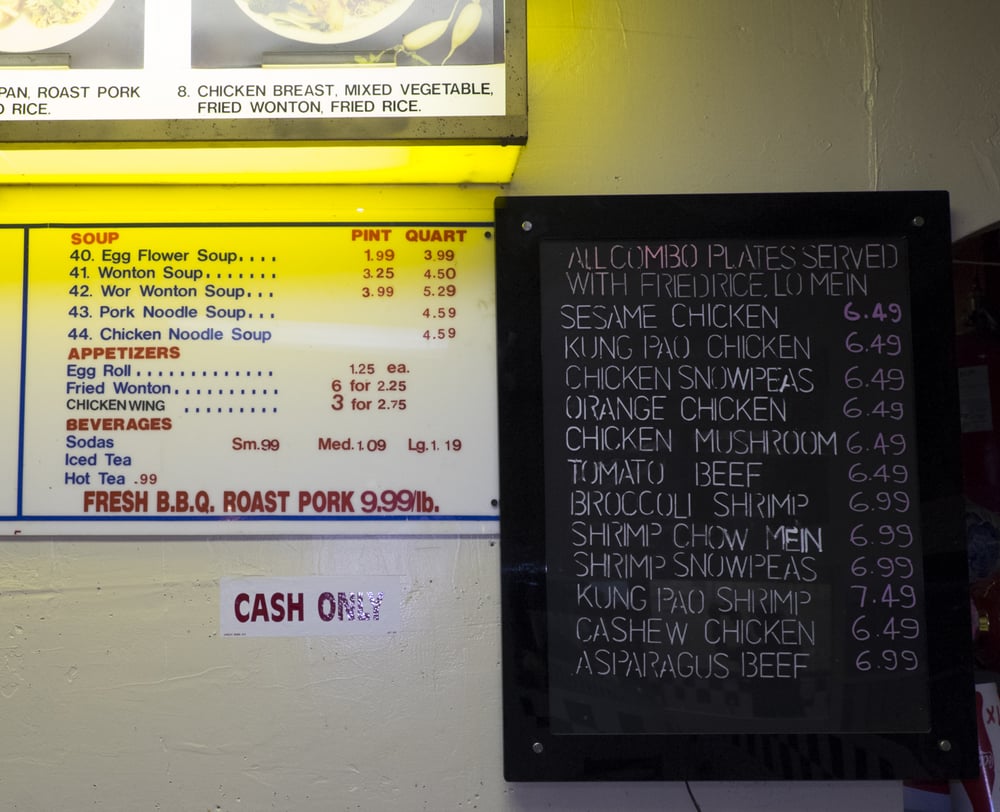 PAN, ROAST PORK
RICE.
8. CHICKEN BREAST, MIXED VEGETABLE,
FRIED WONTON, FRIED RICE.
SOUP PINT QUART
40. Egg Flower Soup.... 1.99 3.99
41. Wonton Soup....... 3.25 4.50
42. Wor Wonton Soup... 3.99 5.29
43. Pork Noodle Soup... 4.59
44. Chicken Noodle Soup 4.59
APPETIZERS
Egg Roll............. 1.25 ea.
Fried Wonton.......... 6 for 2.25
CHICKEN WING ......... 3 for 2.75
BEVERAGES
Sodas Sm.99 Med.1.09 Lg.1.19
Iced Tea
Hot Tea .99
FRESH B.B.Q. ROAST PORK 9.99/lb.
CASH ONLY
ALL COMBO PLATES SERVED
WITH FRIED RICE, LO MEIN
SESAME CHICKEN 6.49
KUNG PAO CHICKEN 6.49
CHICKEN SNOWPEAS 6.49
ORANGE CHICKEN 6.49
CHICKEN MUSHROOM 6.49
TOMATO BEEF 6.49
BROCCOLI SHRIMP 6.99
SHRIMP CHOW MEIN 6.99
SHRIMP SNOWPEAS 6.99
KUNG PAO SHRIMP 7.49
CASHEW CHICKEN 6.49
ASPARAGUS BEEF 6.99